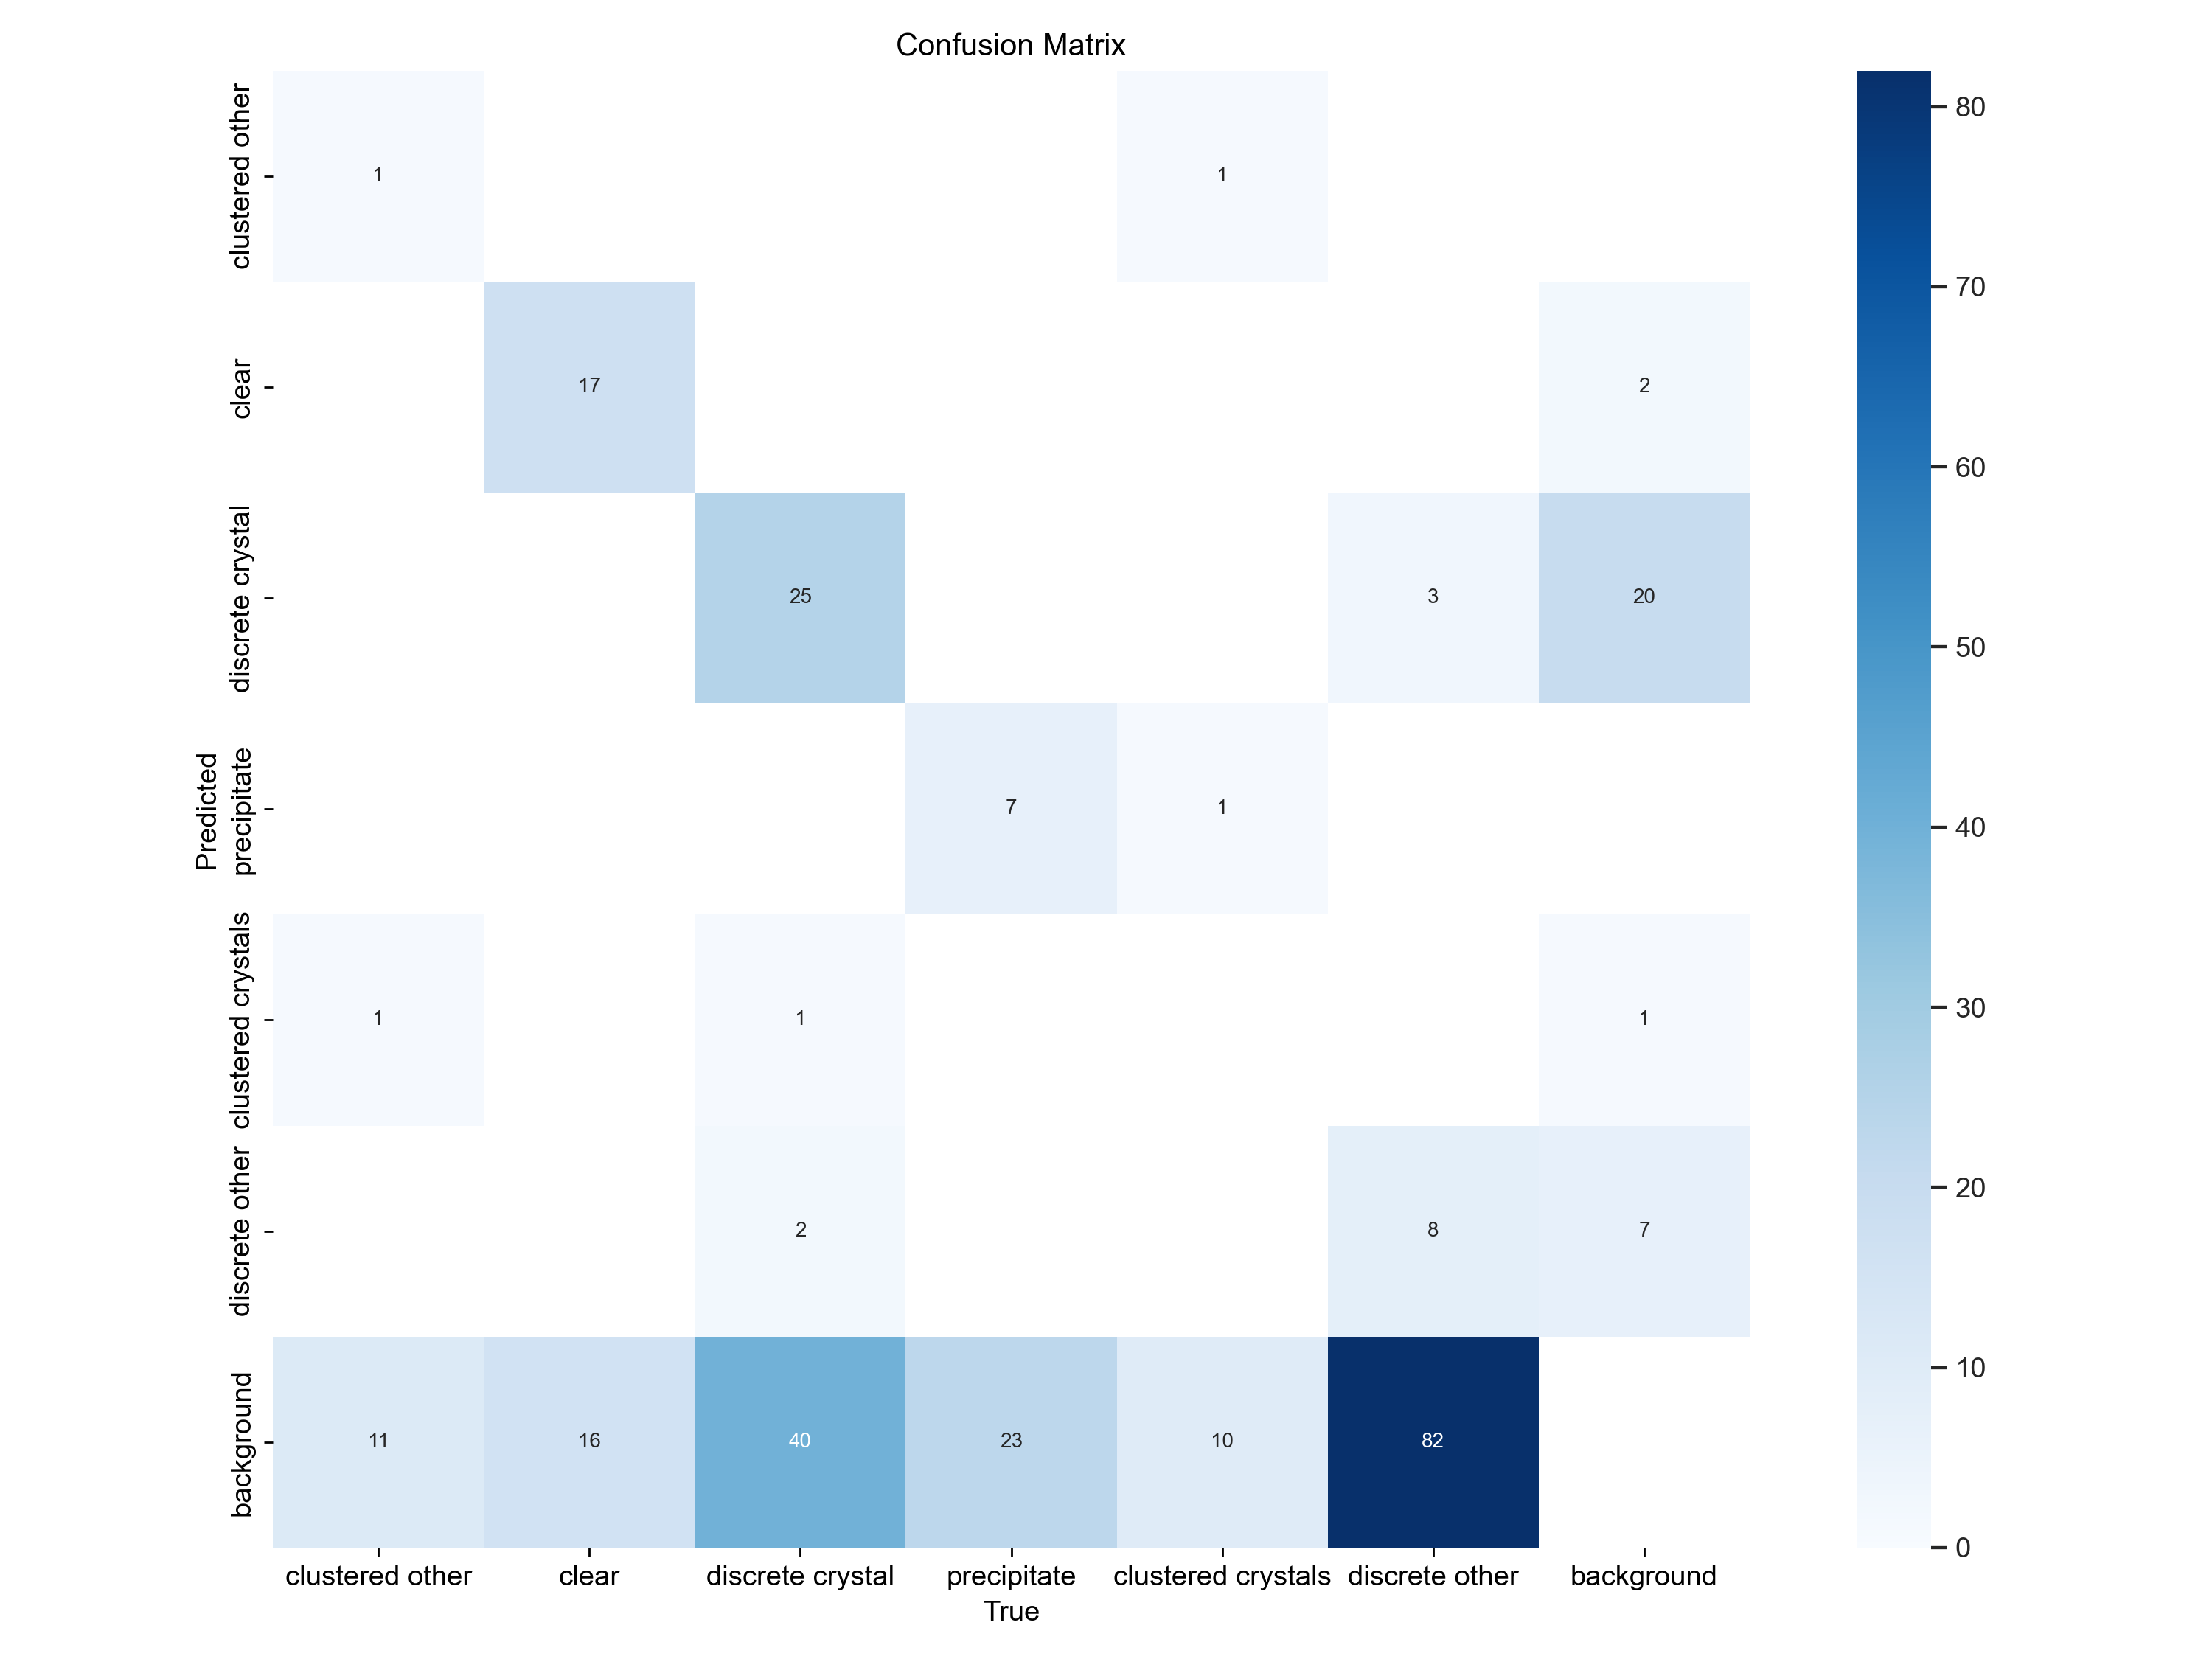 Confusion Matrix
Predicted
clustered other
1
1
80
clear
17
2
70
60
discrete crystal
25
3
20
50
precipitate
7
1
40
clustered crystals
1
1
1
30
discrete other
2
8
7
20
background
11
16
40
23
10
82
10
0
clustered other
clear
discrete crystal
precipitate
clustered crystals
discrete other
background
True